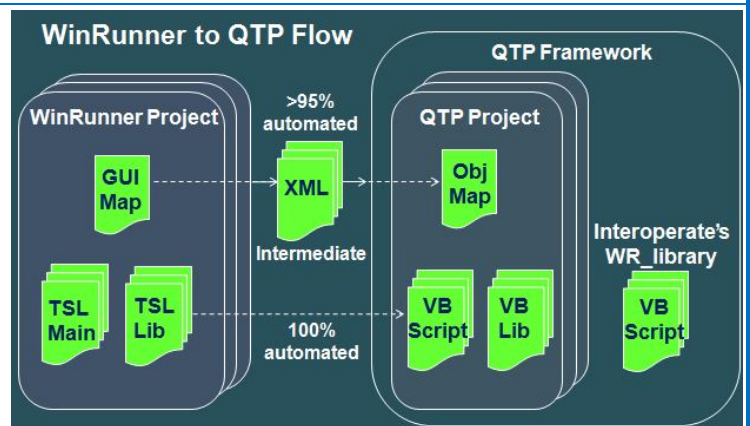 WinRunner to QTP Flow
QTP Framework
WinRunner Project
>95%
automated
QTP Project
GUI
Map
XML
Obj
Map
Intermediate
Interoperate's
WR_library
TSL
Main
TSL
Lib
100%
automated
VB
Script
VB
Lib
VB
Script